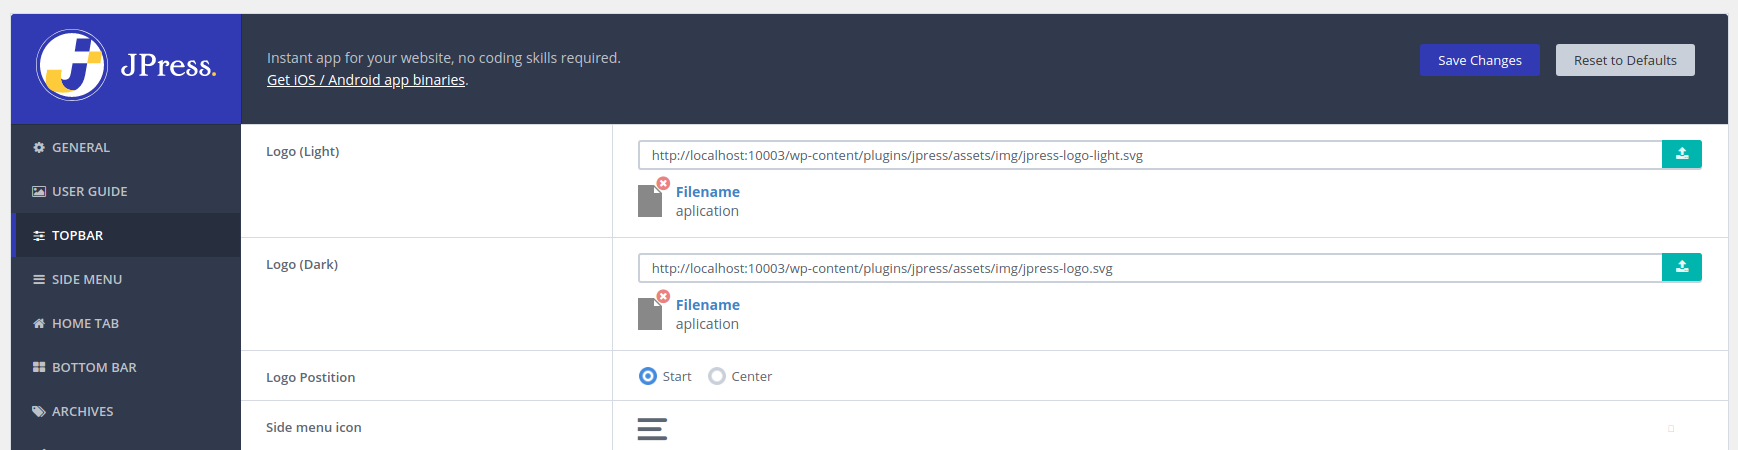 JPress.
Instant app for your website, no coding skills required.
Get iOS / Android app binaries.
Save Changes
Reset to Defaults
GENERAL
USER GUIDE
TOPBAR
SIDE MENU
HOME TAB
BOTTOM BAR
ARCHIVES
Logo (Light)
http://localhost:10003/wp-content/plugins/jpress/assets/img/jpress-logo-light.svg
Filename
aplication
Logo (Dark)
http://localhost:10003/wp-content/plugins/jpress/assets/img/jpress-logo.svg
Filename
aplication
Logo Postition
Start
Center
Side menu icon